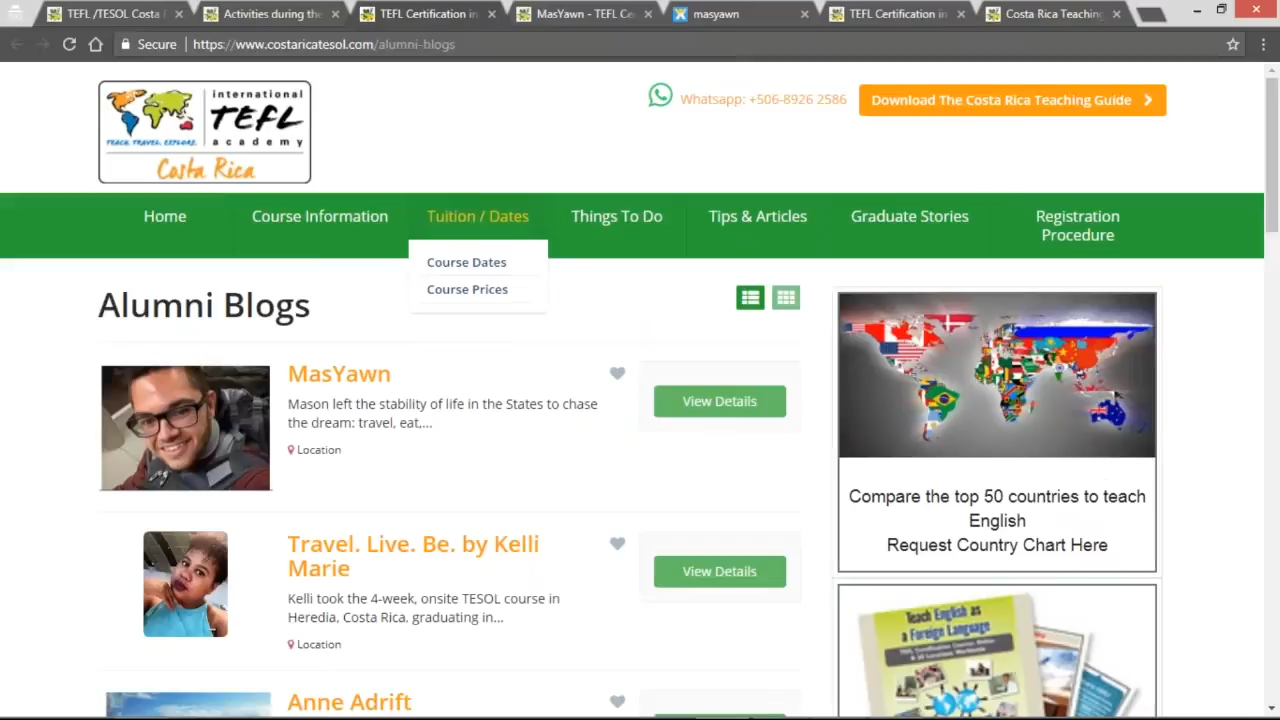 TEFL /TESOL Costa
Activities during the
TEFL Certification in
MasYawn - TEFL Ce
masyawn
TEFL Certification in
Costa Rica Teaching
Secure
https://www.costaricatesol.com/alumni-blogs
international
TEFL
TEACH. TRAVEL. EXPLORE.
academy
Costa Rica
Whatsapp: +506-8926 2586
Download The Costa Rica Teaching Guide
Home
Course Information
Tuition / Dates
Things To Do
Tips & Articles
Graduate Stories
Registration
Procedure
Course Dates
Course Prices
Alumni Blogs
MasYawn
Mason left the stability of life in the States to chase
the dream: travel, eat,...
Location
View Details
Travel. Live. Be. by Kelli
Marie
Kelli took the 4-week, onsite TESOL course in
Heredia, Costa Rica, graduating in...
Location
View Details
Anne Adrift
Compare the top 50 countries to teach
English
Request Country Chart Here
Teach English as
a Foreign Language